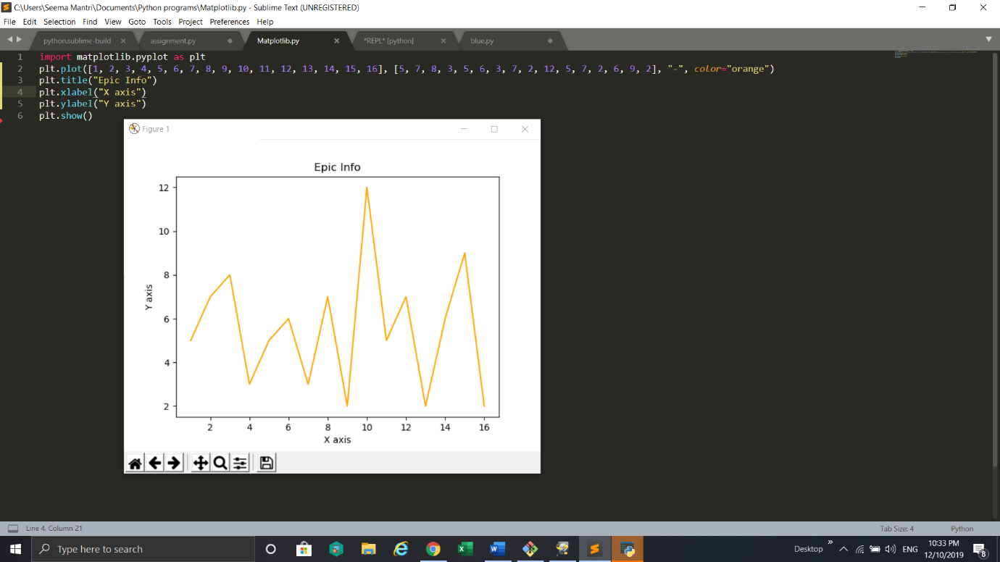 C:\Users\Seema Mantri\Documents\Python programs\Matplotlib.py - Sublime Text (UNREGISTERED)
File Edit Selection Find View Goto Tools Project Preferences Help
python.sublime-build assignment.py Matplotlib.py *REPL* [python] blue.py
1 import matplotlib.pyplot as plt
2 plt.plot([1, 2, 3, 4, 5, 6, 7, 8, 9, 10, 11, 12, 13, 14, 15, 16], [5, 7, 8, 3, 5, 6, 3, 7, 2, 12, 5, 7, 2, 6, 9, 2], "-", color="orange")
3 plt.title("Epic Info")
4 plt.xlabel("X axis")
5 plt.ylabel("Y axis")
6 plt.show()
Figure 1
Epic Info
12
10
8
6
4
2
Y axis
2 4 6 8 10 12 14 16
X axis
Line 4, Column 21 Tab Size: 4 Python
Type here to search
Desktop
ENG
10:33 PM
12/10/2019
8